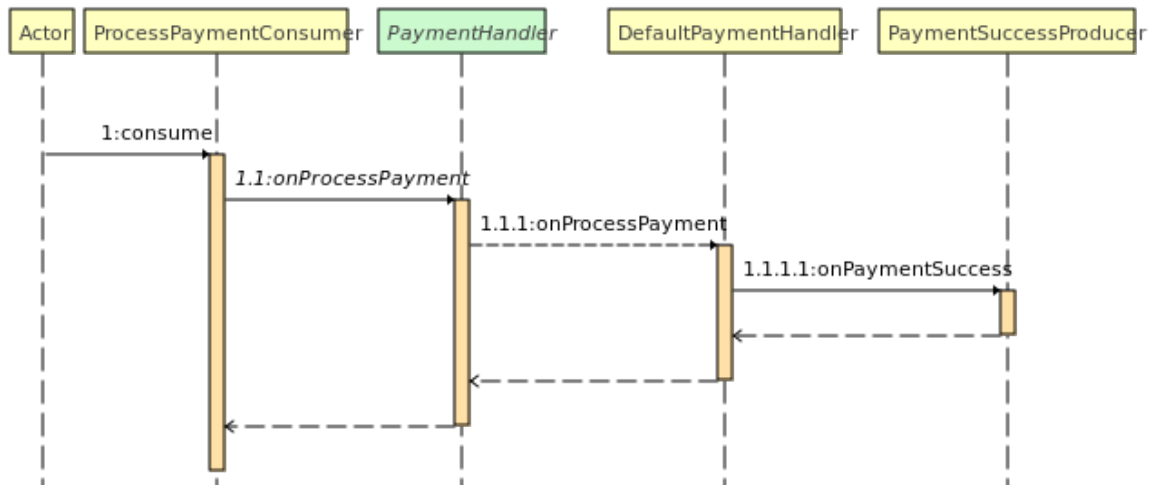 Actor
ProcessPaymentConsumer
PaymentHandler
DefaultPaymentHandler
PaymentSuccessProducer
1:consume
1.1:onProcessPayment
1.1.1:onProcessPayment
1.1.1.1:onPaymentSuccess